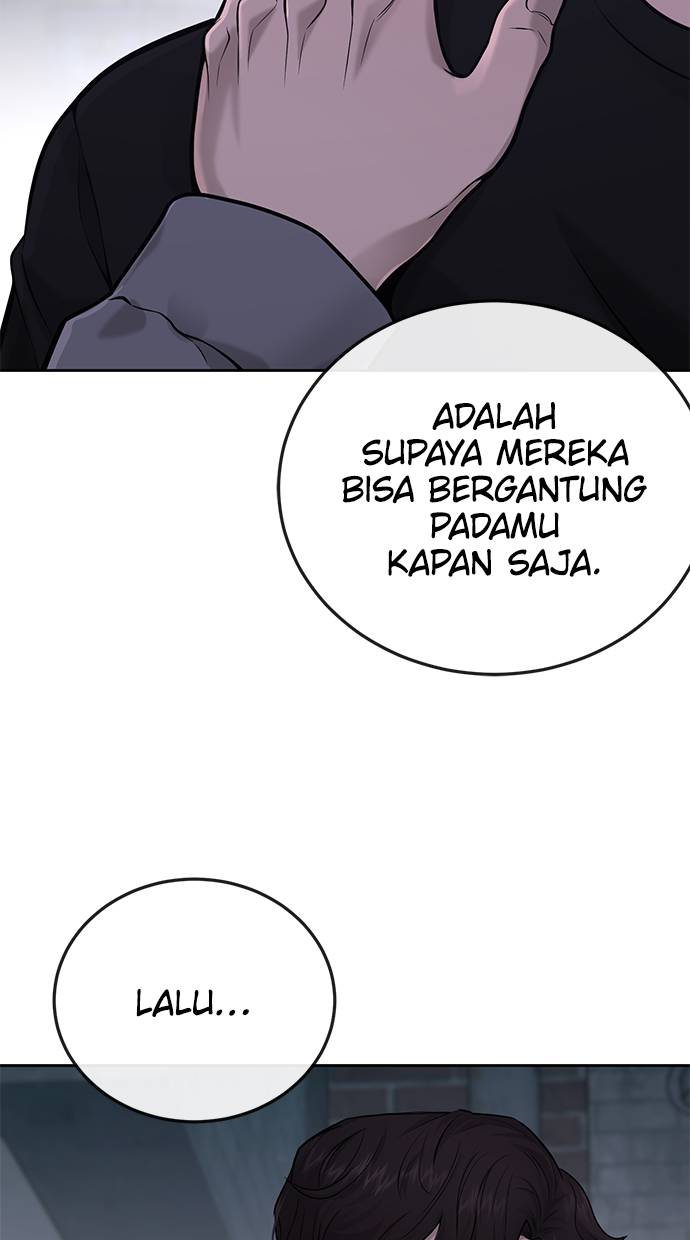 ADALAH
SUPAYA MEREKA
BISA BERGANTUNG
PADAMU
KAPAN SAJA.
LALU...